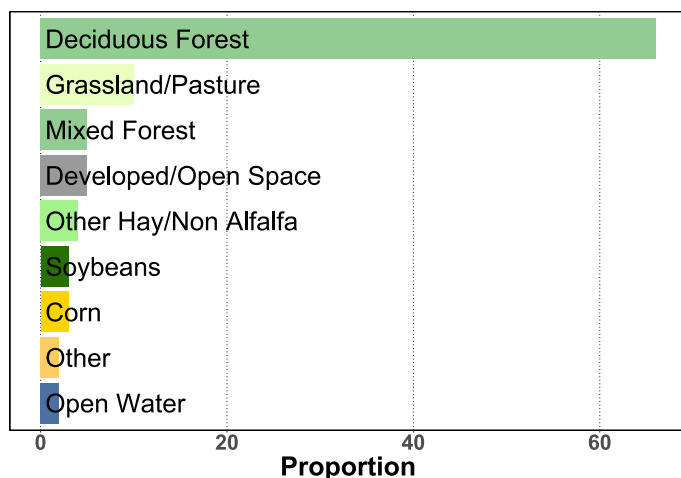 Deciduous Forest
Grassland/Pasture
Mixed Forest
Developed/Open Space
Other Hay/Non Alfalfa
Soybeans
Corn
Other
Open Water
0 20 40 60
Proportion